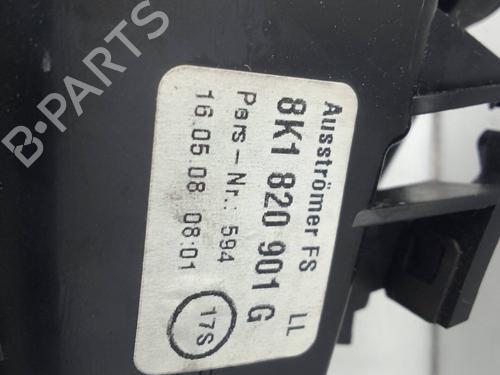 Ausströmer FS LL
8K1 820 901 G
Pers-Nr.: 594
16.05.08 08:01
17S
B-PARTS